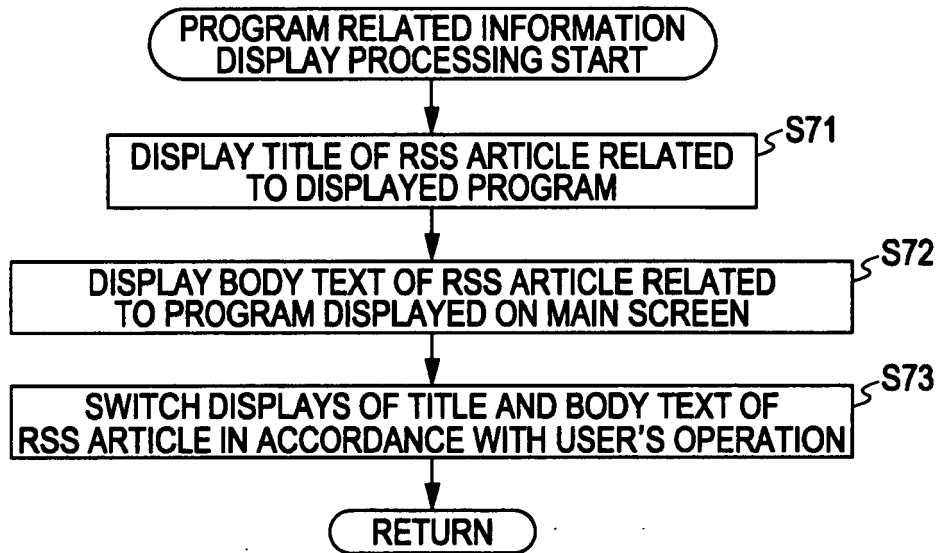 PROGRAM RELATED INFORMATION
DISPLAY PROCESSING START
S71
DISPLAY TITLE OF RSS ARTICLE RELATED
TO DISPLAYED PROGRAM
S72
DISPLAY BODY TEXT OF RSS ARTICLE RELATED
TO PROGRAM DISPLAYED ON MAIN SCREEN
S73
SWITCH DISPLAYS OF TITLE AND BODY TEXT OF
RSS ARTICLE IN ACCORDANCE WITH USER'S OPERATION
RETURN